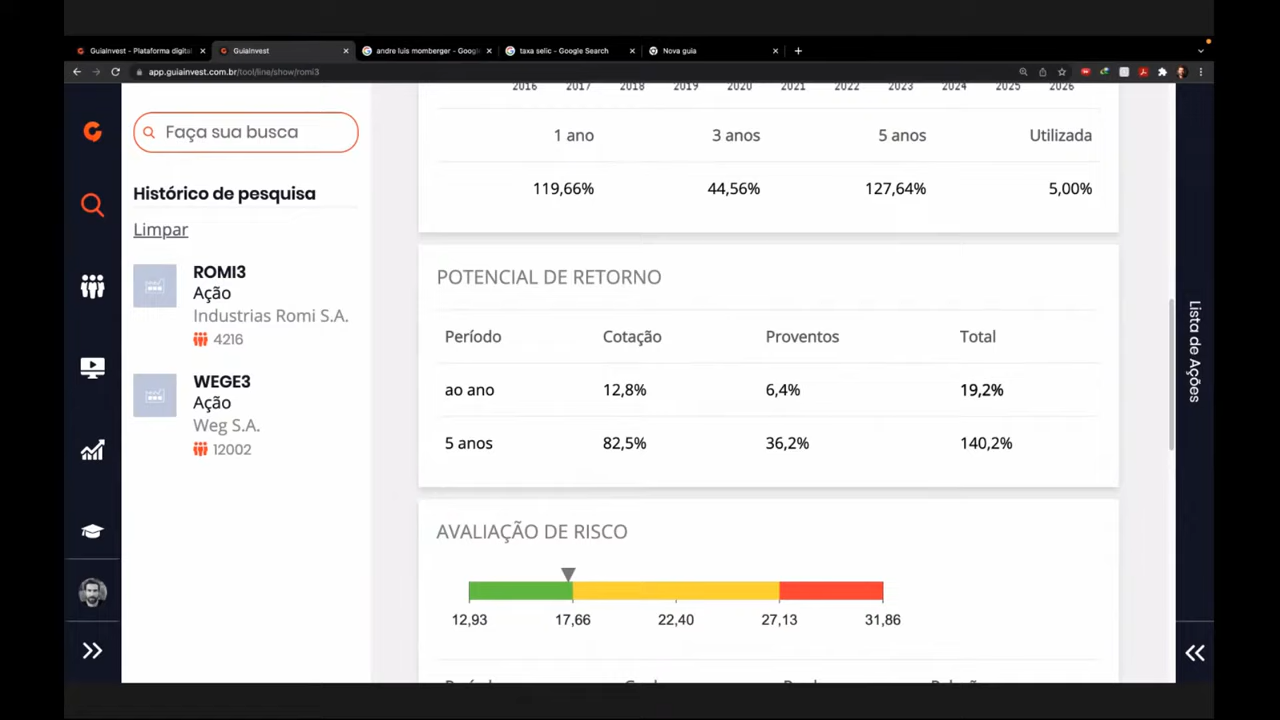 GuiaInvest - Plataforma digital
GuiaInvest
andre luis momberger - Goog
taxa selic - Google Search
Nova guia
app.guiainvest.com.br/tool/line/show/romi3
Faça sua busca
Histórico de pesquisa
Limpar
ROMI3
Ação
Industrias Romi S.A.
4216
WEGE3
Ação
Weg S.A.
12002
2016 2017 2018 2019 2020 2021 2022 2023 2024 2025 2026
1 ano 3 anos 5 anos Utilizada
119,66% 44,56% 127,64% 5,00%
POTENCIAL DE RETORNO
Período Cotação Proventos Total
ao ano 12,8% 6,4% 19,2%
5 anos 82,5% 36,2% 140,2%
AVALIAÇÃO DE RISCO
12,93 17,66 22,40 27,13 31,86
Lista de Ações